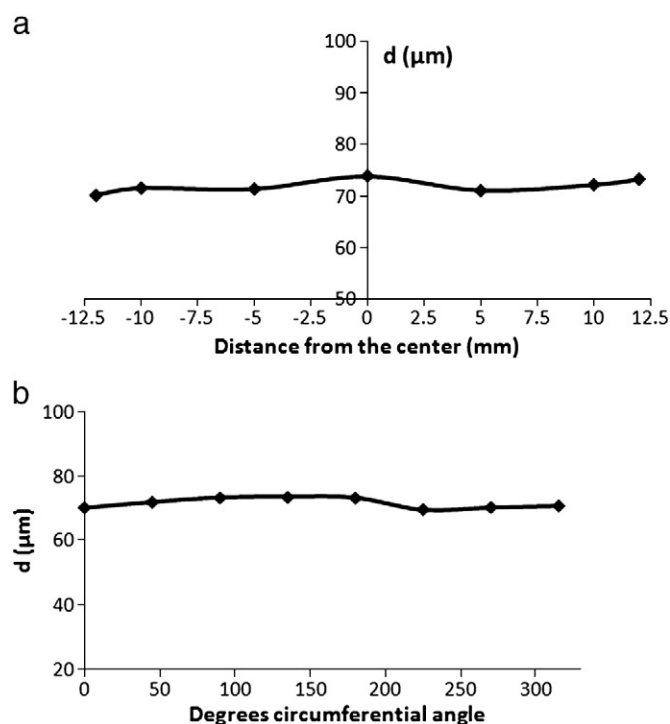 a
100
d (µm)
90
80
70
60
50
-12.5 -10 -7.5 -5 -2.5 0 2.5 5 7.5 10 12.5
Distance from the center (mm)
b
100
80
d (µm)
60
40
20
0 50 100 150 200 250 300
Degrees circumferential angle